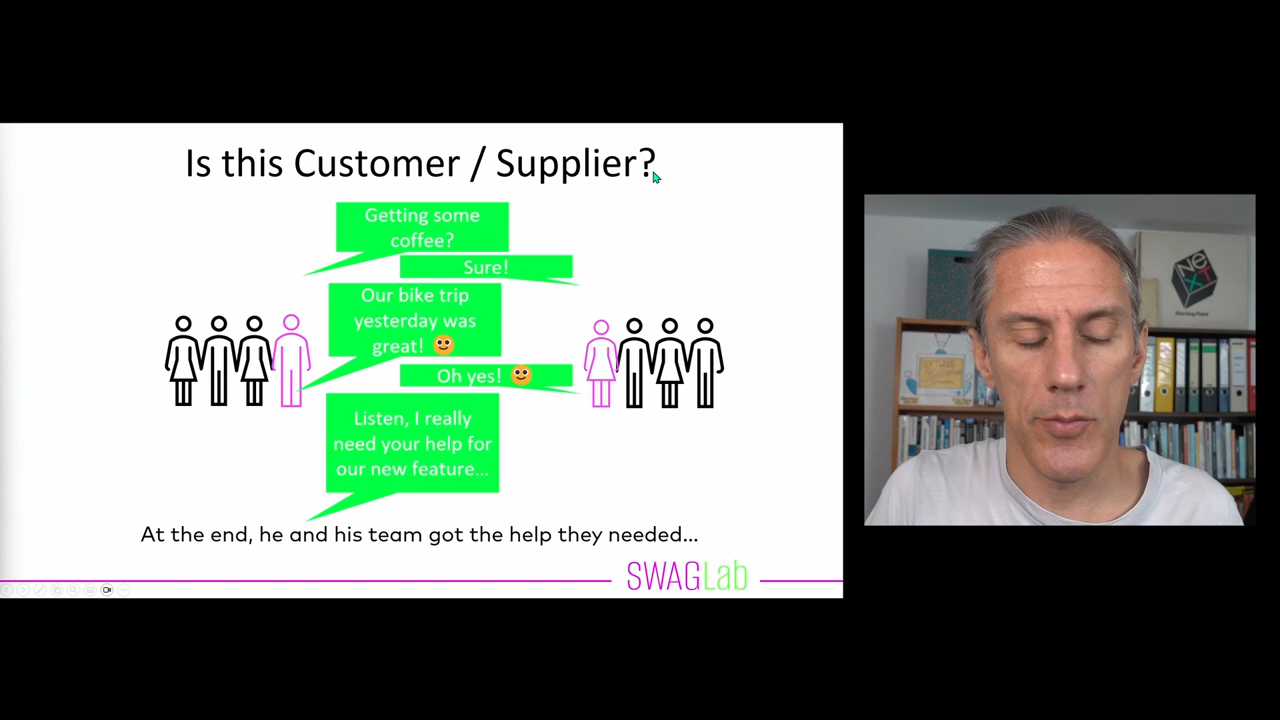 Is this Customer / Supplier?
Getting some
coffee?
Sure!
Our bike trip
yesterday was
great!
Oh yes!
Listen, I really
need your help for
our new feature...
At the end, he and his team got the help they needed...
SWAGLab
NeXT